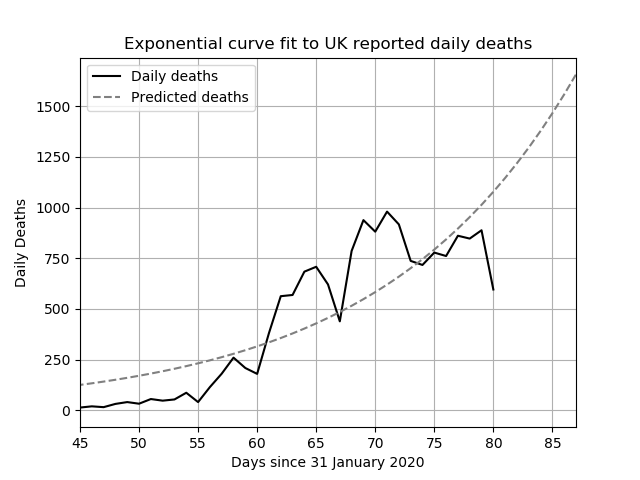 Exponential curve fit to UK reported daily deaths
Daily deaths
Predicted deaths
1500
1250
1000
750
500
250
0
Daily Deaths
45 50 55 60 65 70 75 80 85
Days since 31 January 2020